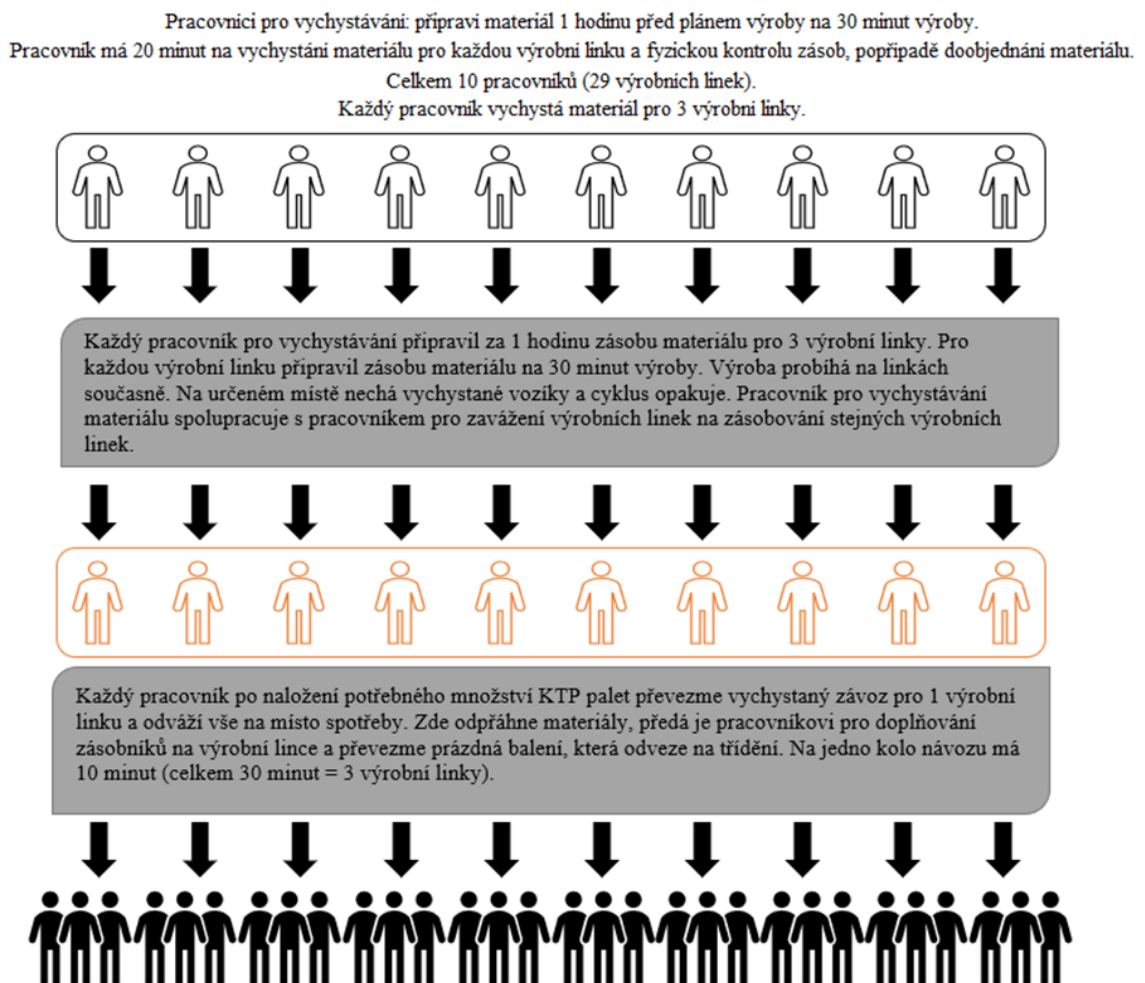 Pracovníci pro vychystávání: připraví materiál 1 hodinu před plánem výroby na 30 minut výroby.
Pracovník má 20 minut na vychystání materiálu pro každou výrobní linku a fyzickou kontrolu zásob, popřípadě doobjednání materiálu.
Celkem 10 pracovníků (29 výrobních linek).
Každý pracovník vychystá materiál pro 3 výrobní linky.
Každý pracovník pro vychystávání připravil za 1 hodinu zásobu materiálu pro 3 výrobní linky. Pro
každou výrobní linku připravil zásobu materiálu na 30 minut výroby. Výroba probíhá na linkách
současně. Na určeném místě nechá vychystané vozíky a cyklus opakuje. Pracovník pro vychystávání
materiálu spolupracuje s pracovníkem pro zavážení výrobních linek na zásobování stejných výrobních
linek.
Každý pracovník po naložení potřebného množství KTP palet převezme vychystaný závoz pro 1 výrobní
linku a odváží vše na místo spotřeby. Zde odpřáhne materiály, předá je pracovníkovi pro doplňování
zásobníků na výrobní lince a převezme prázdná balení, která odveze na třídění. Na jedno kolo návozu má
10 minut (celkem 30 minut = 3 výrobní linky).